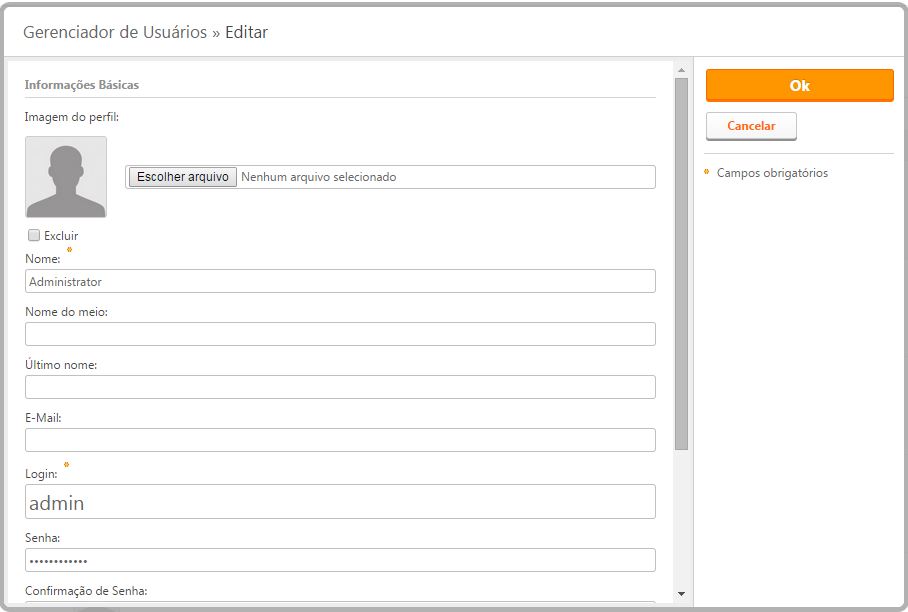 Gerenciador de Usuários » Editar
Informações Básicas
Imagem do perfil:
Escolher arquivo Nenhum arquivo selecionado
Excluir
Nome: *
Administrator
Nome do meio:
Último nome:
E-Mail:
Login: *
admin
Senha:
••••••••••••
Confirmação de Senha:
Ok
Cancelar
* Campos obrigatórios